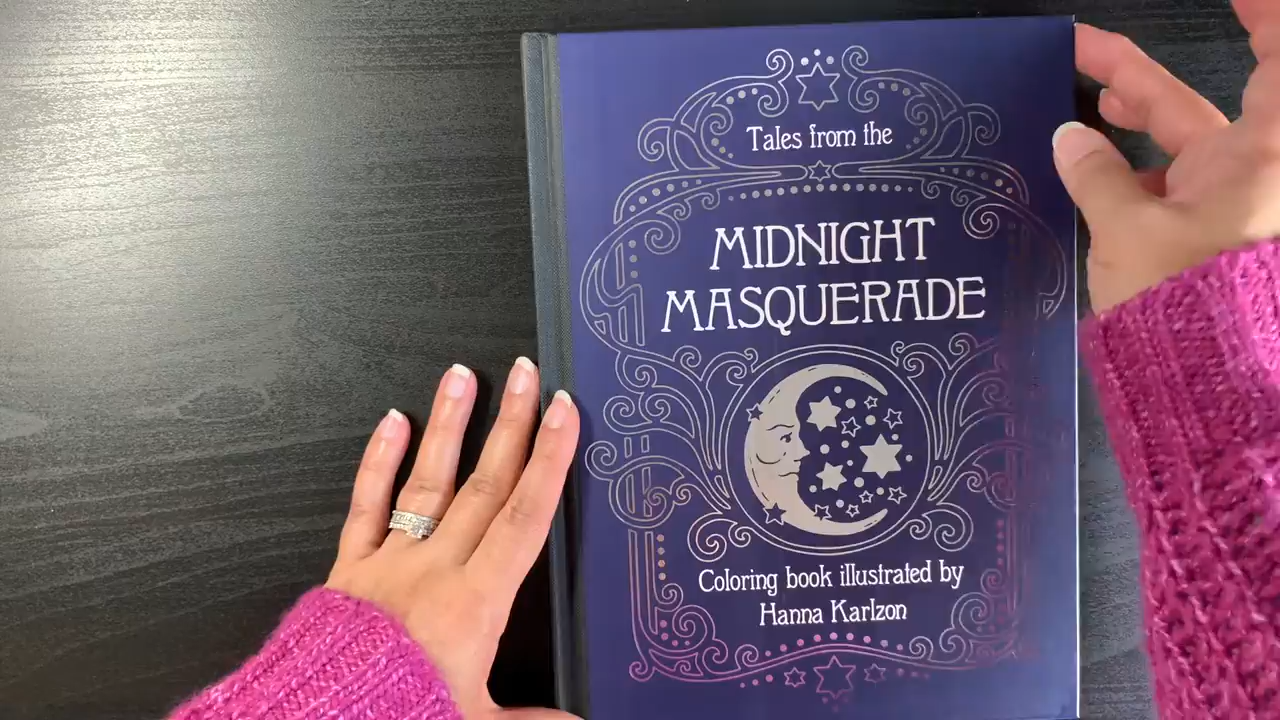 Tales from the
MIDNIGHT
MASQUERADE
Coloring book illustrated by
Hanna Karlzon